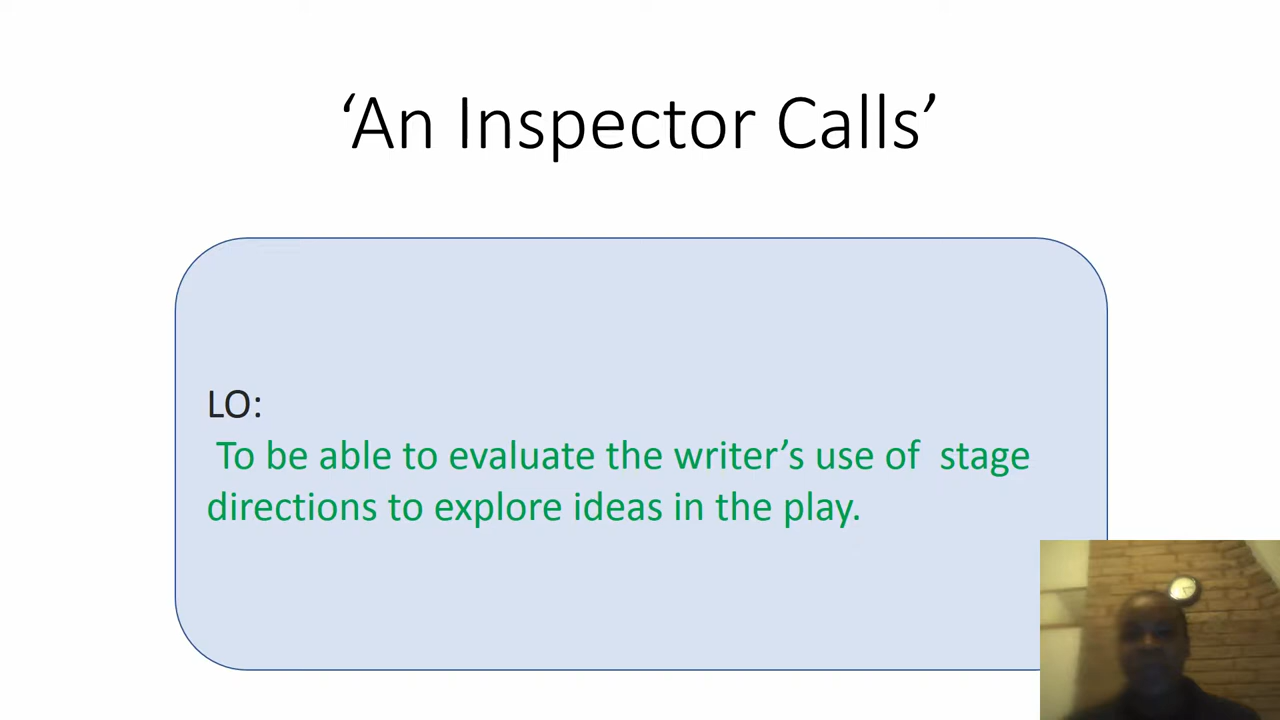 ‘An Inspector Calls’
LO:
To be able to evaluate the writer’s use of  stage
directions to explore ideas in the play.